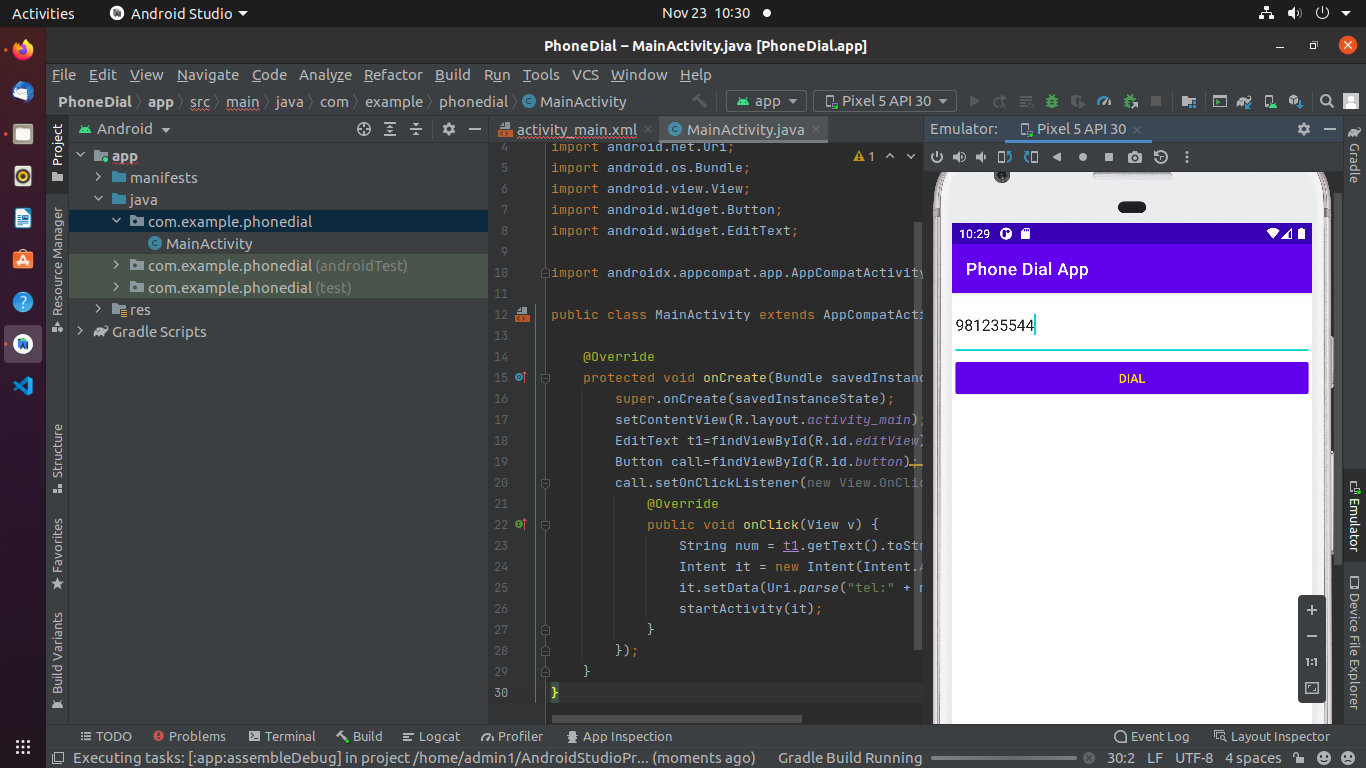 Activities
Android Studio
Nov 23 10:30
PhoneDial – MainActivity.java [PhoneDial.app]
File Edit View Navigate Code Analyze Refactor Build Run Tools VCS Window Help
PhoneDial app src main java com example phonedial MainActivity
app
Pixel 5 API 30
Project
Resource Manager
Structure
Favorites
Build Variants
Android
app
manifests
java
com.example.phonedial
MainActivity
com.example.phonedial (androidTest)
com.example.phonedial (test)
res
Gradle Scripts
activity_main.xml
MainActivity.java
1
4 import android.net.Uri;
5 import android.os.Bundle;
6 import android.view.View;
7 import android.widget.Button;
8 import android.widget.EditText;
9
10 import androidx.appcompat.app.AppCompatActivity
11
12 public class MainActivity extends AppCompatActi
13
14 @Override
15 protected void onCreate(Bundle savedInstanc
16 super.onCreate(savedInstanceState);
17 setContentView(R.layout.activity_main);
18 EditText t1=findViewById(R.id.editView)
19 Button call=findViewById(R.id.button);
20 call.setOnClickListener(new View.OnClic
21 @Override
22 public void onClick(View v) {
23 String num = t1.getText().toStr
24 Intent it = new Intent(Intent.A
25 it.setData(Uri.parse("tel:" + n
26 startActivity(it);
27 }
28 });
29 }
30 }
Emulator:
Pixel 5 API 30
10:29
Phone Dial App
981235544
DIAL
1:1
Gradle
Emulator
Device File Explorer
TODO Problems Terminal Build Logcat Profiler App Inspection
Event Log Layout Inspector
Executing tasks: [:app:assembleDebug] in project /home/admin1/AndroidStudioPr... (moments ago)
Gradle Build Running
30:2 LF UTF-8 4 spaces